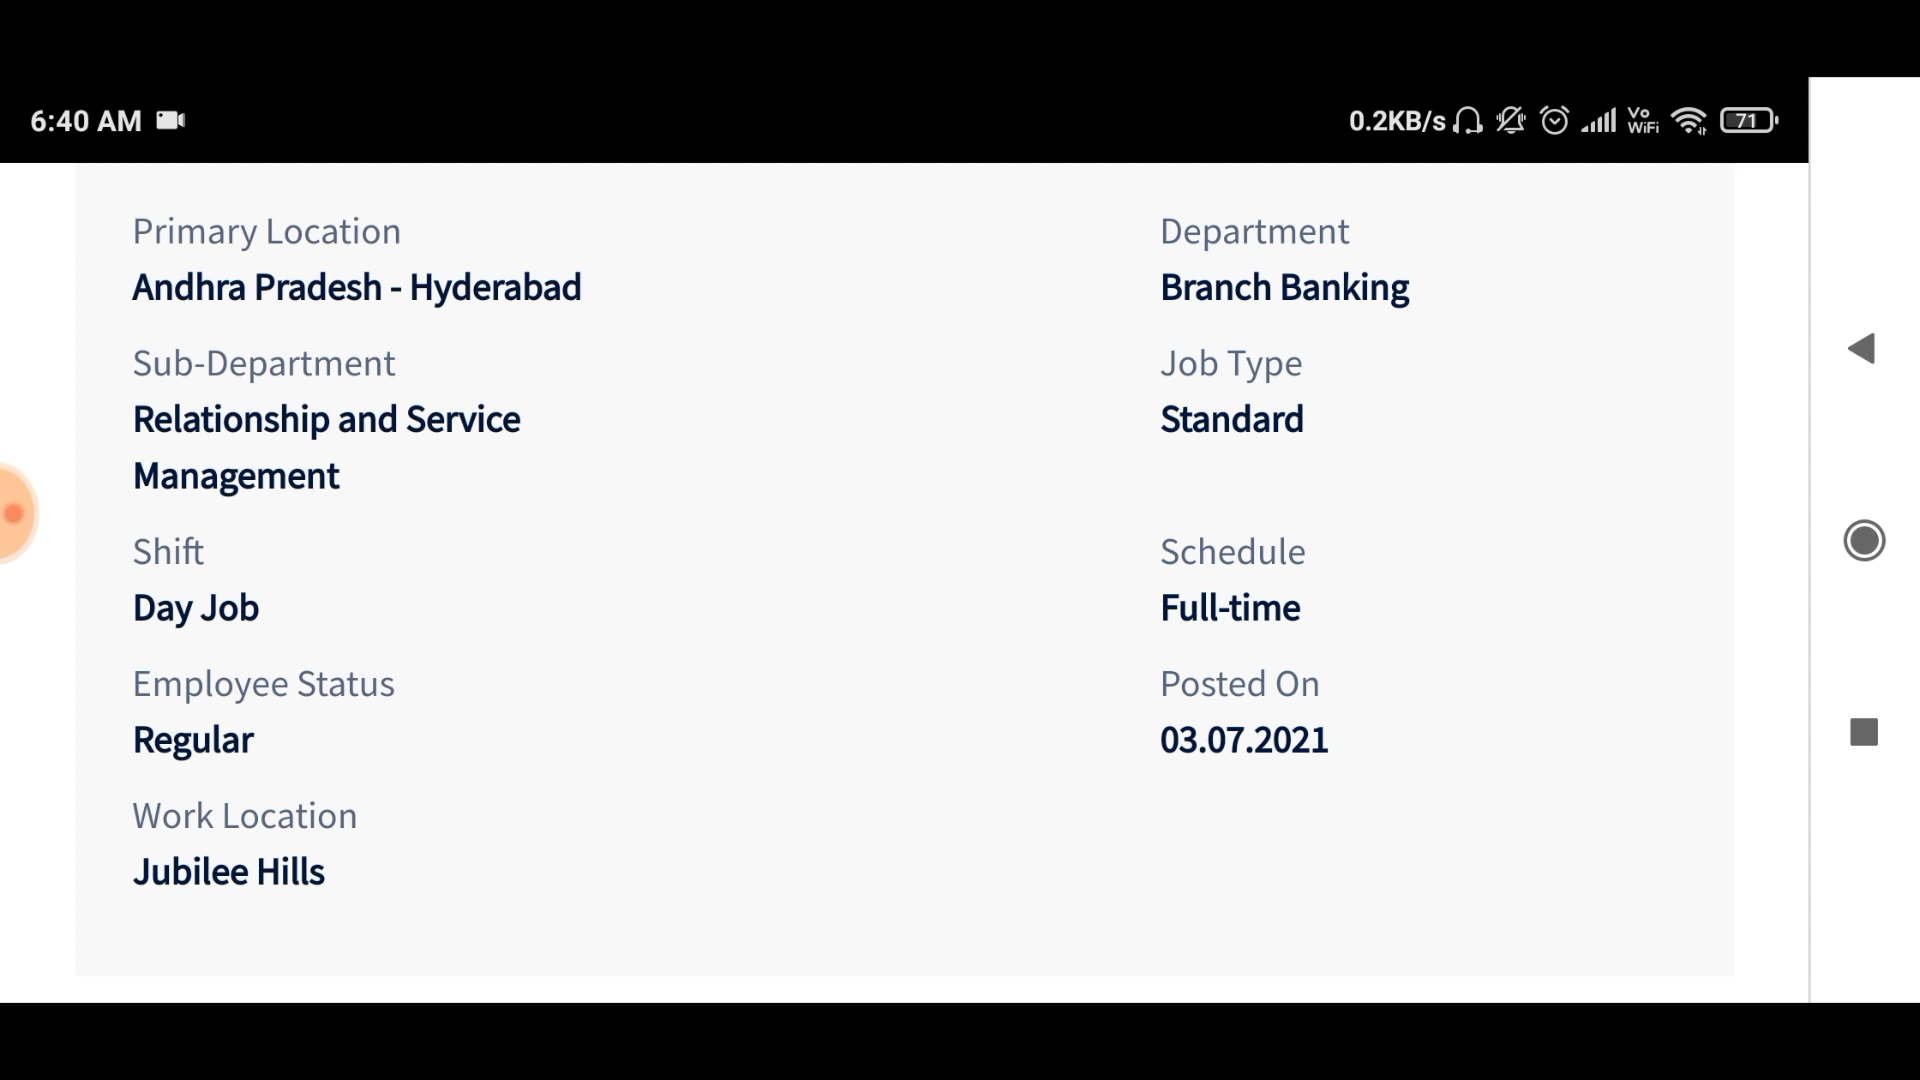 6:40 AM
0.2KB/s
Vo
WiFi
71
Primary Location
Andhra Pradesh - Hyderabad
Department
Branch Banking
Sub-Department
Relationship and Service
Management
Job Type
Standard
Shift
Day Job
Schedule
Full-time
Employee Status
Regular
Posted On
03.07.2021
Work Location
Jubilee Hills